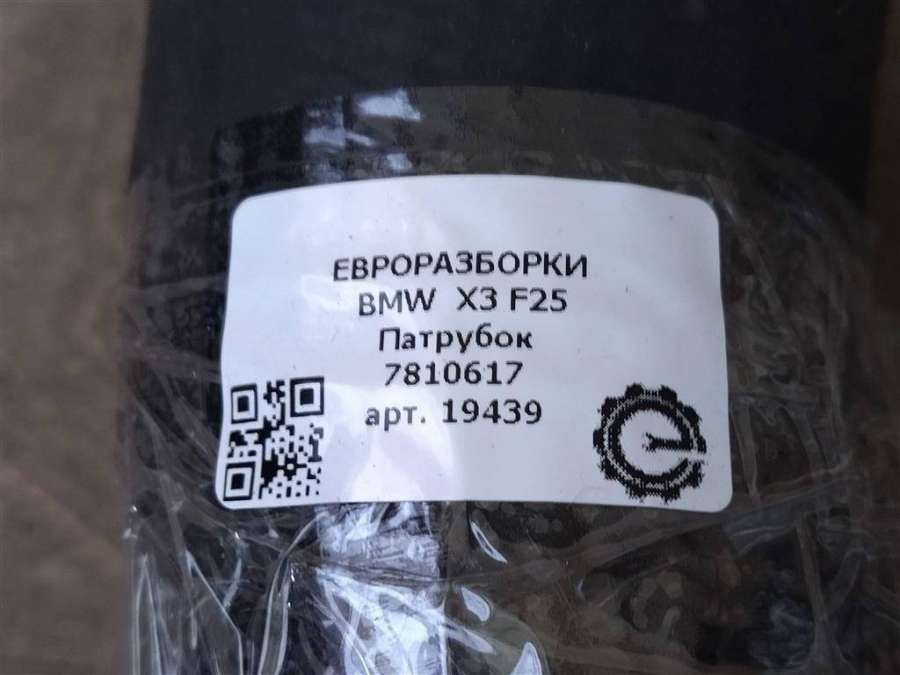 ЕВРОРАЗБОРКИ
BMW X3 F25
Патрубок
7810617
арт. 19439